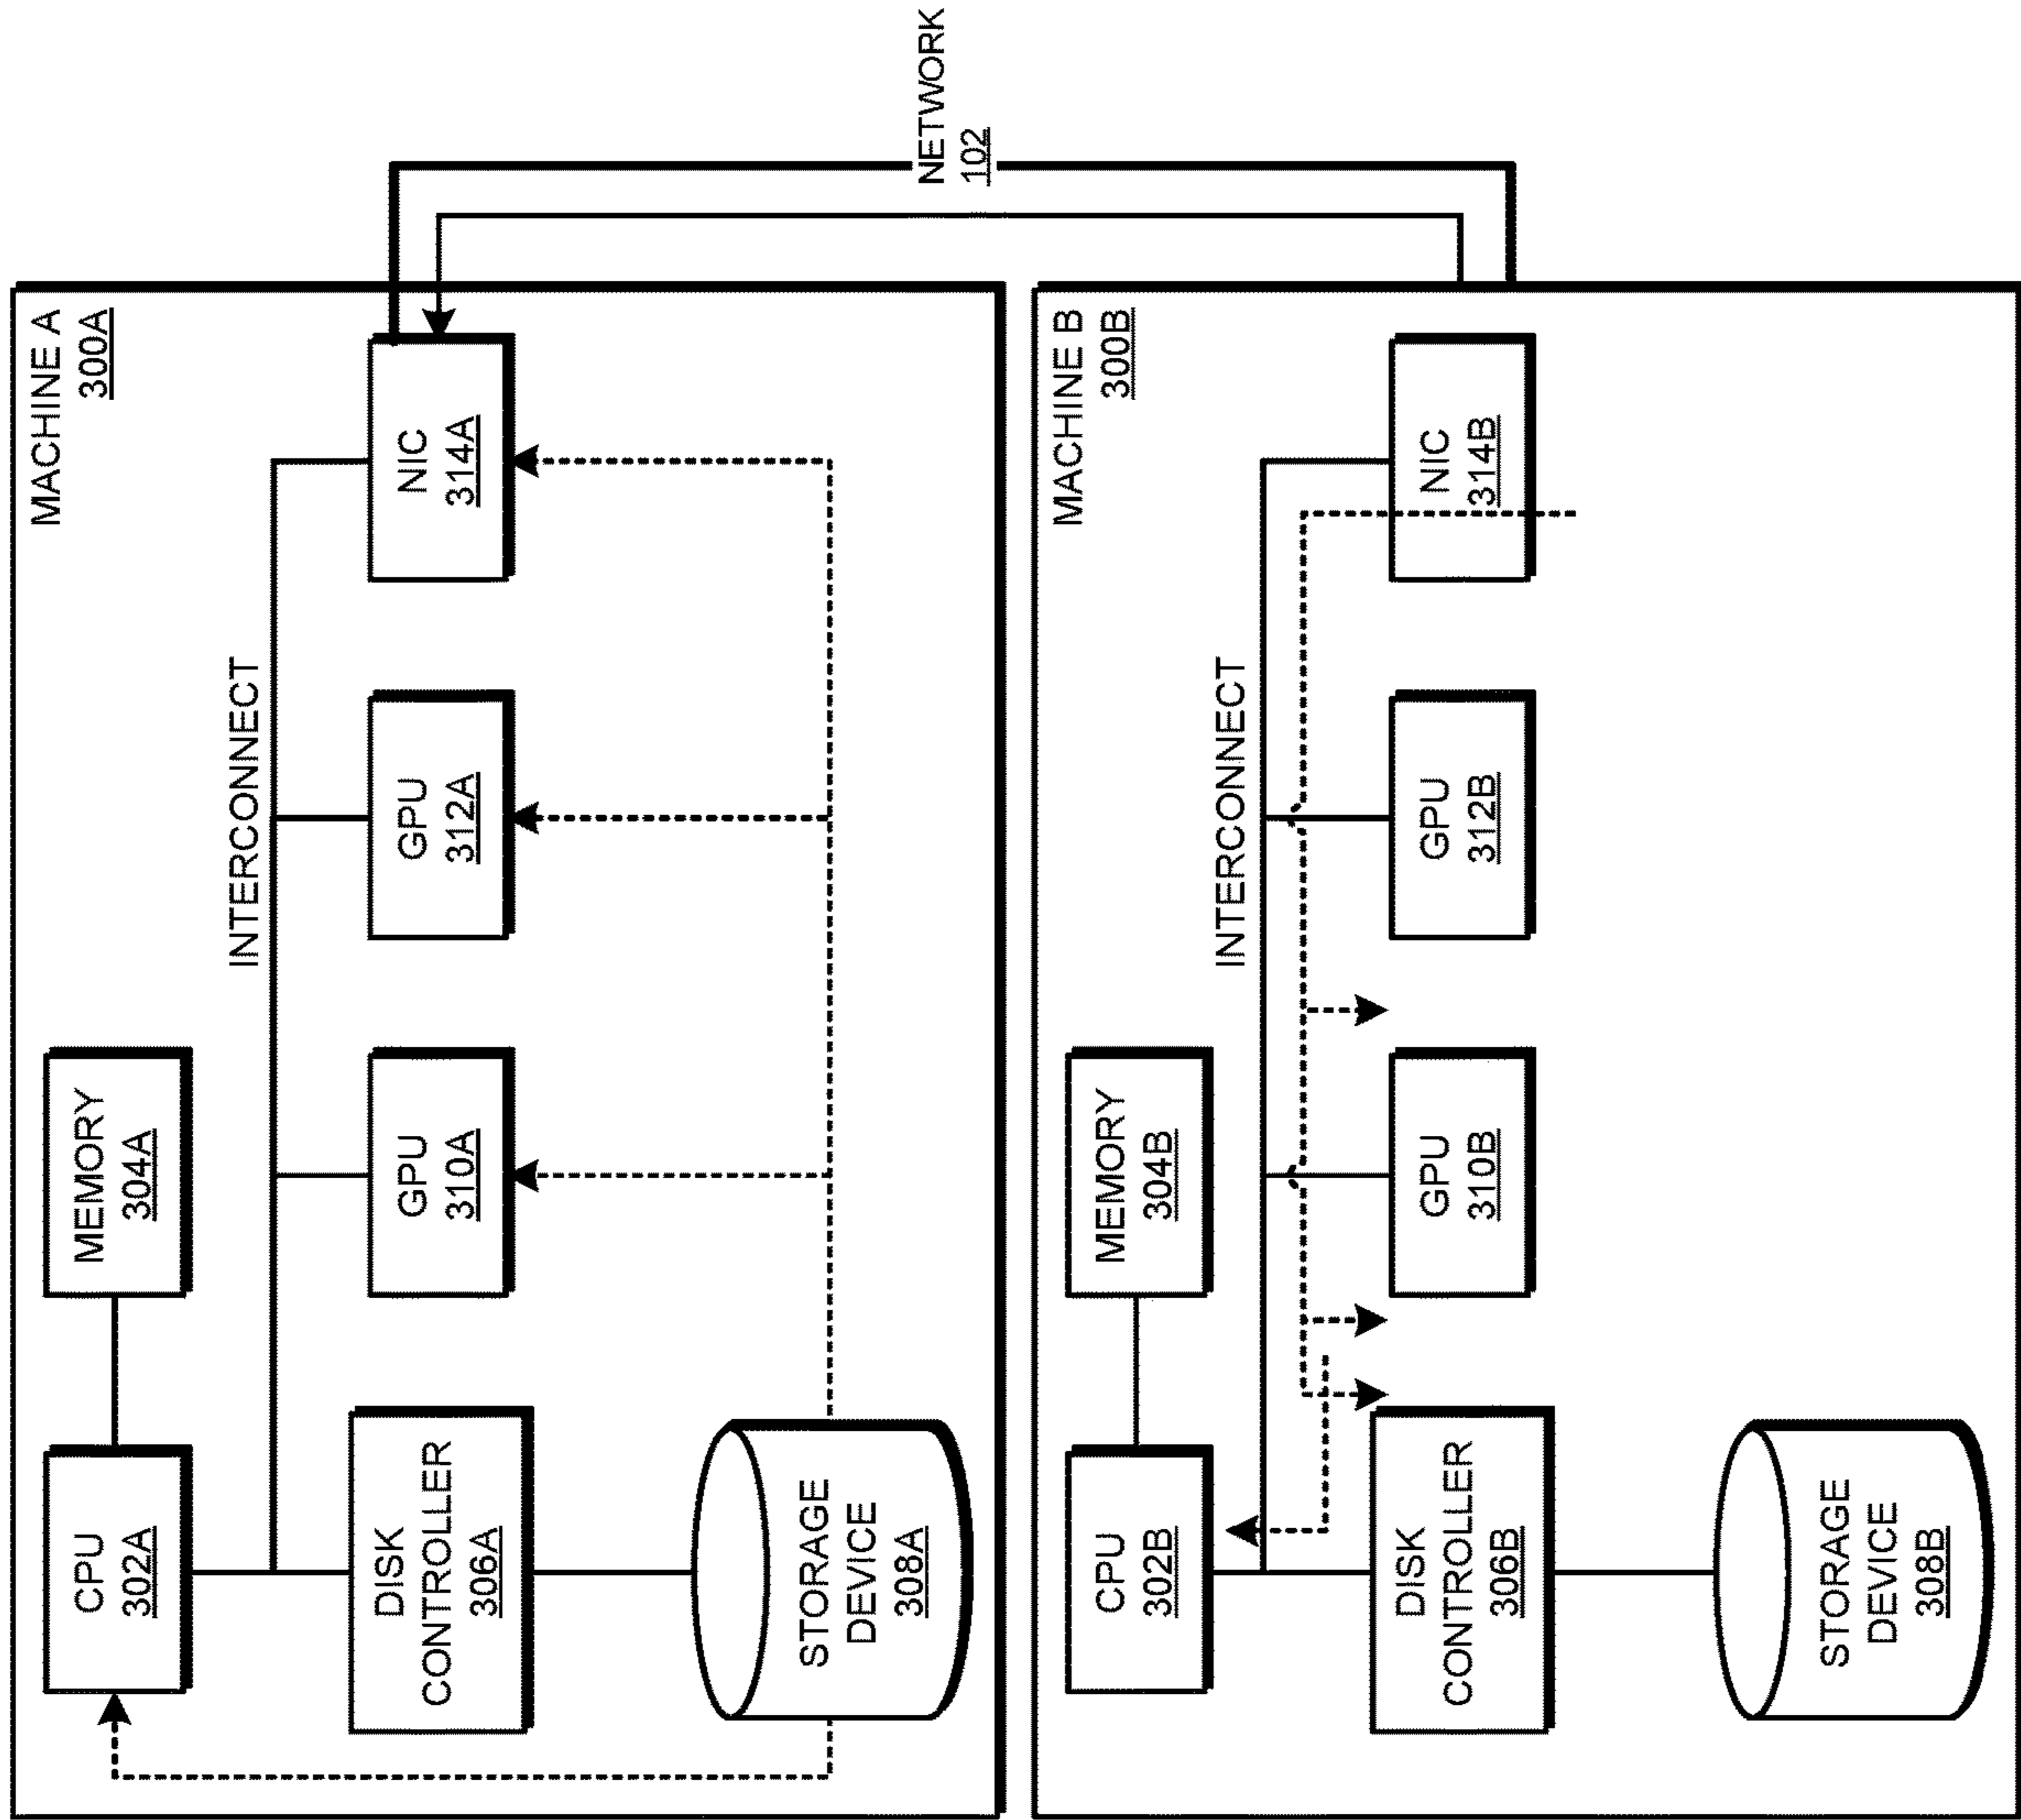 MACHINE A
300A
CPU
302A
MEMORY
304A
INTERCONNECT
DISK
CONTROLLER
306A
GPU
310A
GPU
312A
NIC
314A
STORAGE
DEVICE
308A
NETWORK
102
MACHINE B
300B
CPU
302B
MEMORY
304B
INTERCONNECT
DISK
CONTROLLER
306B
GPU
310B
GPU
312B
NIC
314B
STORAGE
DEVICE
308B